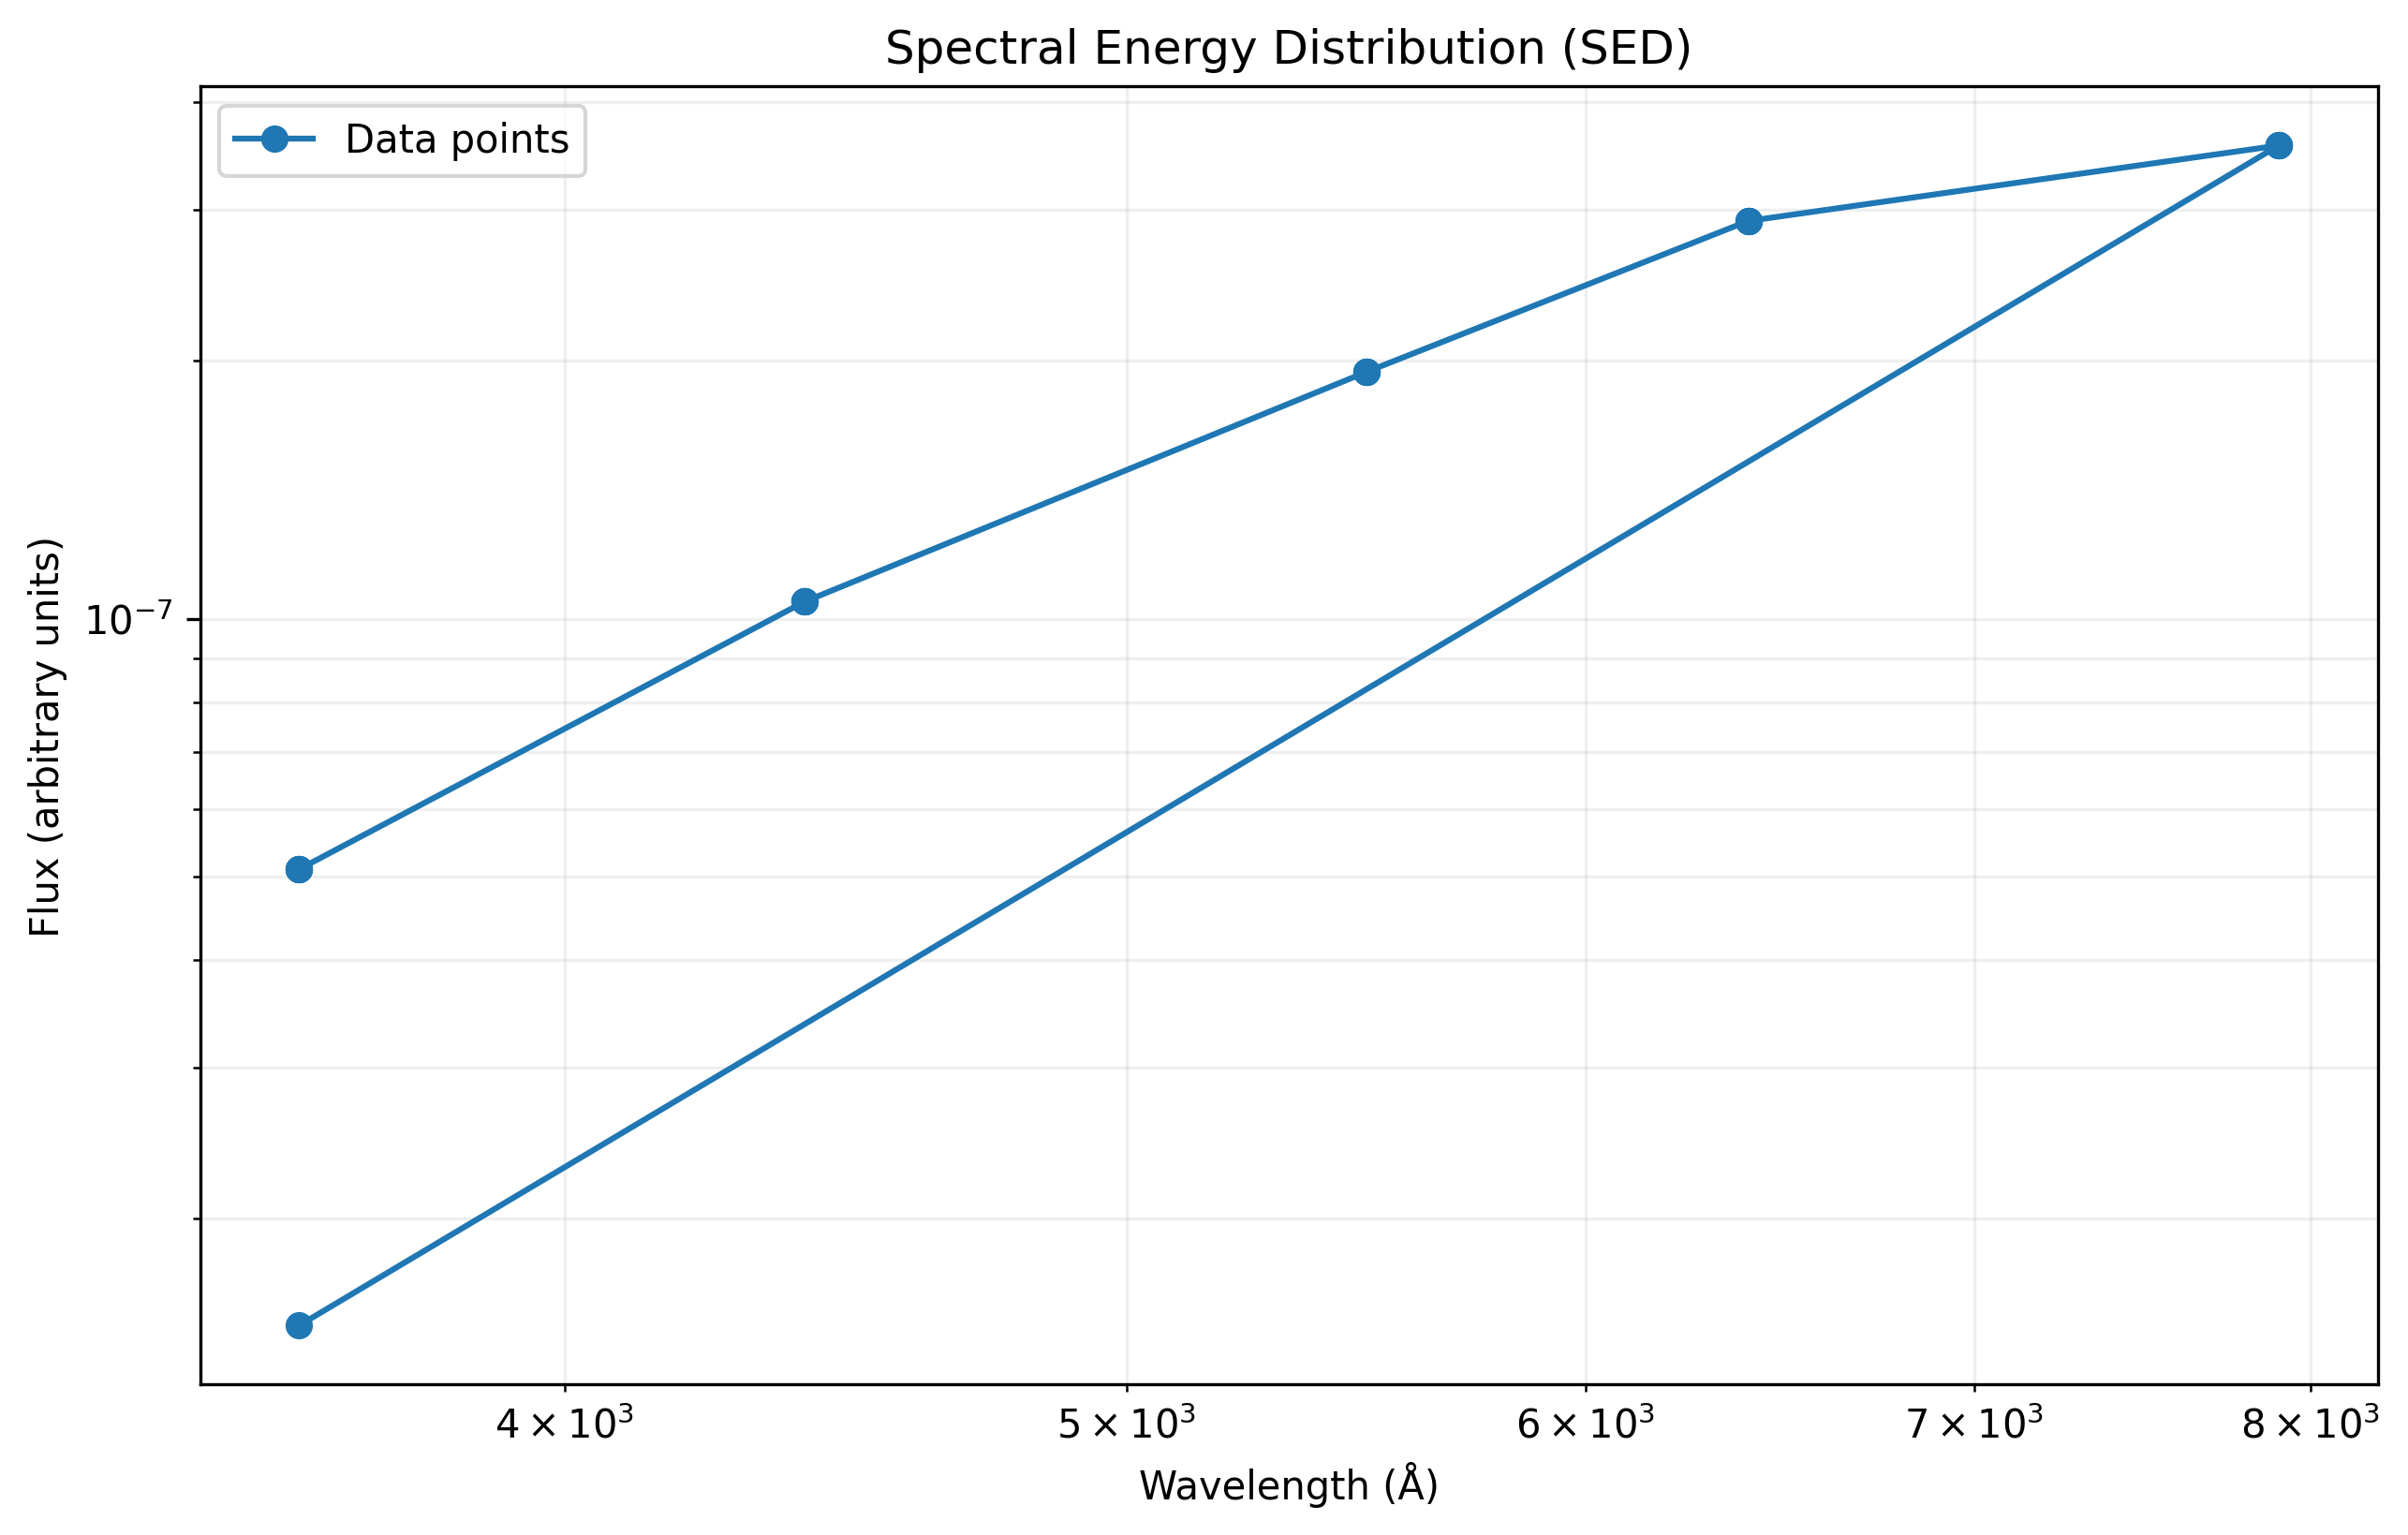 Spectral Energy Distribution (SED)
Data points
Flux (arbitrary units)
10⁻⁷
4 × 10³
5 × 10³
6 × 10³
7 × 10³
8 × 10³
Wavelength (Å)